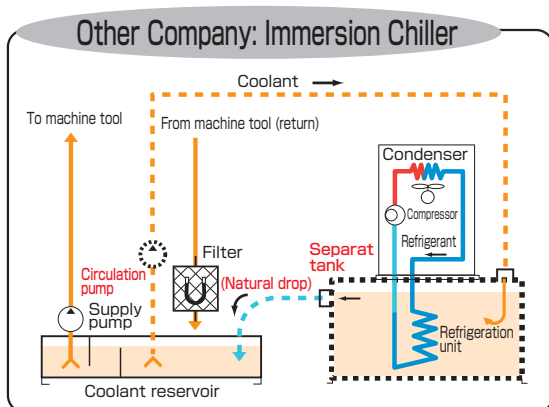 Other Company: Immersion Chiller
Coolant
To machine tool
From machine tool (return)
Condenser
Compressor
Refrigerant
Filter
Separat
tank
Circulation
pump
(Natural drop)
Supply
pump
Refrigeration
unit
Coolant reservoir